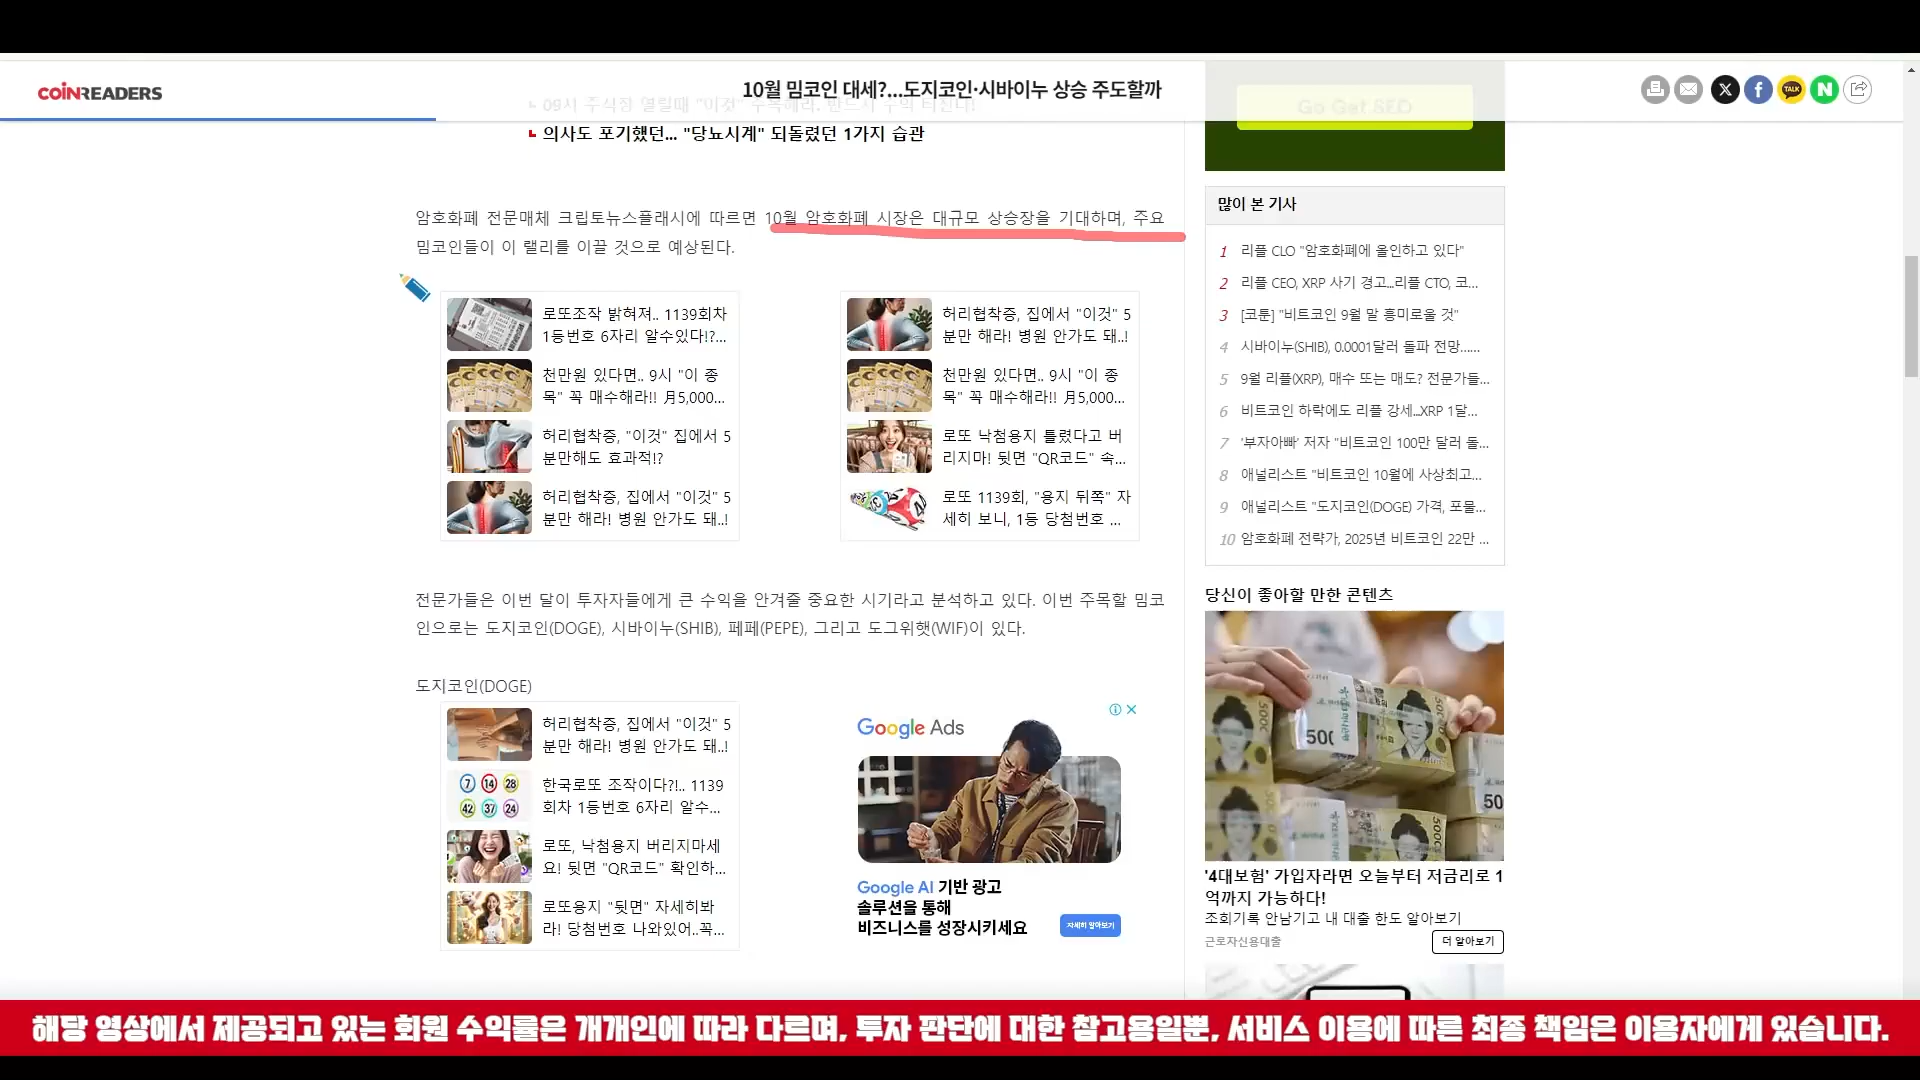 COINREADERS
10월 밈코인 대세?...도지코인·시바이누 상승 주도할까
TALK
N
Go Get SEO
의사도 포기했던... "당뇨시계" 되돌렸던 1가지 습관
암호화폐 전문매체 크립토뉴스플래시에 따르면 10월 암호화폐 시장은 대규모 상승장을 기대하며, 주요
밈코인들이 이 랠리를 이끌 것으로 예상된다.
로또조작 밝혀져.. 1139회차
1등번호 6자리 알수있다!?...
천만원 있다면.. 9시 "이 종
목" 꼭 매수해라!! 月5,000...
허리협착증, "이것" 집에서 5
분만해도 효과적!?
허리협착증, 집에서 "이것" 5
분만 해라! 병원 안가도 돼..!
허리협착증, 집에서 "이것" 5
분만 해라! 병원 안가도 돼..!
천만원 있다면.. 9시 "이 종
목" 꼭 매수해라!! 月5,000...
로또 낙첨용지 틀렸다고 버
리지마! 뒷면 "QR코드" 속...
로또 1139회, "용지 뒤쪽" 자
세히 보니, 1등 당첨번호 ...
전문가들은 이번 달이 투자자들에게 큰 수익을 안겨줄 중요한 시기라고 분석하고 있다. 이번 주목할 밈코
인으로는 도지코인(DOGE), 시바이누(SHIB), 페페(PEPE), 그리고 도그위햇(WIF)이 있다.
도지코인(DOGE)
허리협착증, 집에서 "이것" 5
분만 해라! 병원 안가도 돼..!
7 14 28
42 37 24
한국로또 조작이다?!.. 1139
회차 1등번호 6자리 알수...
로또, 낙첨용지 버리지마세
요! 뒷면 "QR코드" 확인하...
로또용지 "뒷면" 자세히봐
라! 당첨번호 나와있어..꼭...
Google Ads
Google AI 기반 광고
솔루션을 통해
비즈니스를 성장시키세요
자세히 알아보기
많이 본 기사
1 리플 CLO "암호화폐에 올인하고 있다"
2 리플 CEO, XRP 사기 경고...리플 CTO, 코...
3 [코툰] "비트코인 9월 말 흥미로울 것"
4 시바이누(SHIB), 0.0001달러 돌파 전망......
5 9월 리플(XRP), 매수 또는 매도? 전문가들...
6 비트코인 하락에도 리플 강세...XRP 1달...
7 '부자아빠' 저자 "비트코인 100만 달러 돌...
8 애널리스트 "비트코인 10월에 사상최고...
9 애널리스트 "도지코인(DOGE) 가격, 포물...
10 암호화폐 전략가, 2025년 비트코인 22만 ...
당신이 좋아할 만한 콘텐츠
'4대보험' 가입자라면 오늘부터 저금리로 1
억까지 가능하다!
조회기록 안남기고 내 대출 한도 알아보기
근로자신용대출
더 알아보기
해당 영상에서 제공되고 있는 회원 수익률은 개개인에 따라 다르며, 투자 판단에 대한 참고용일뿐, 서비스 이용에 따른 최종 책임은 이용자에게 있습니다.